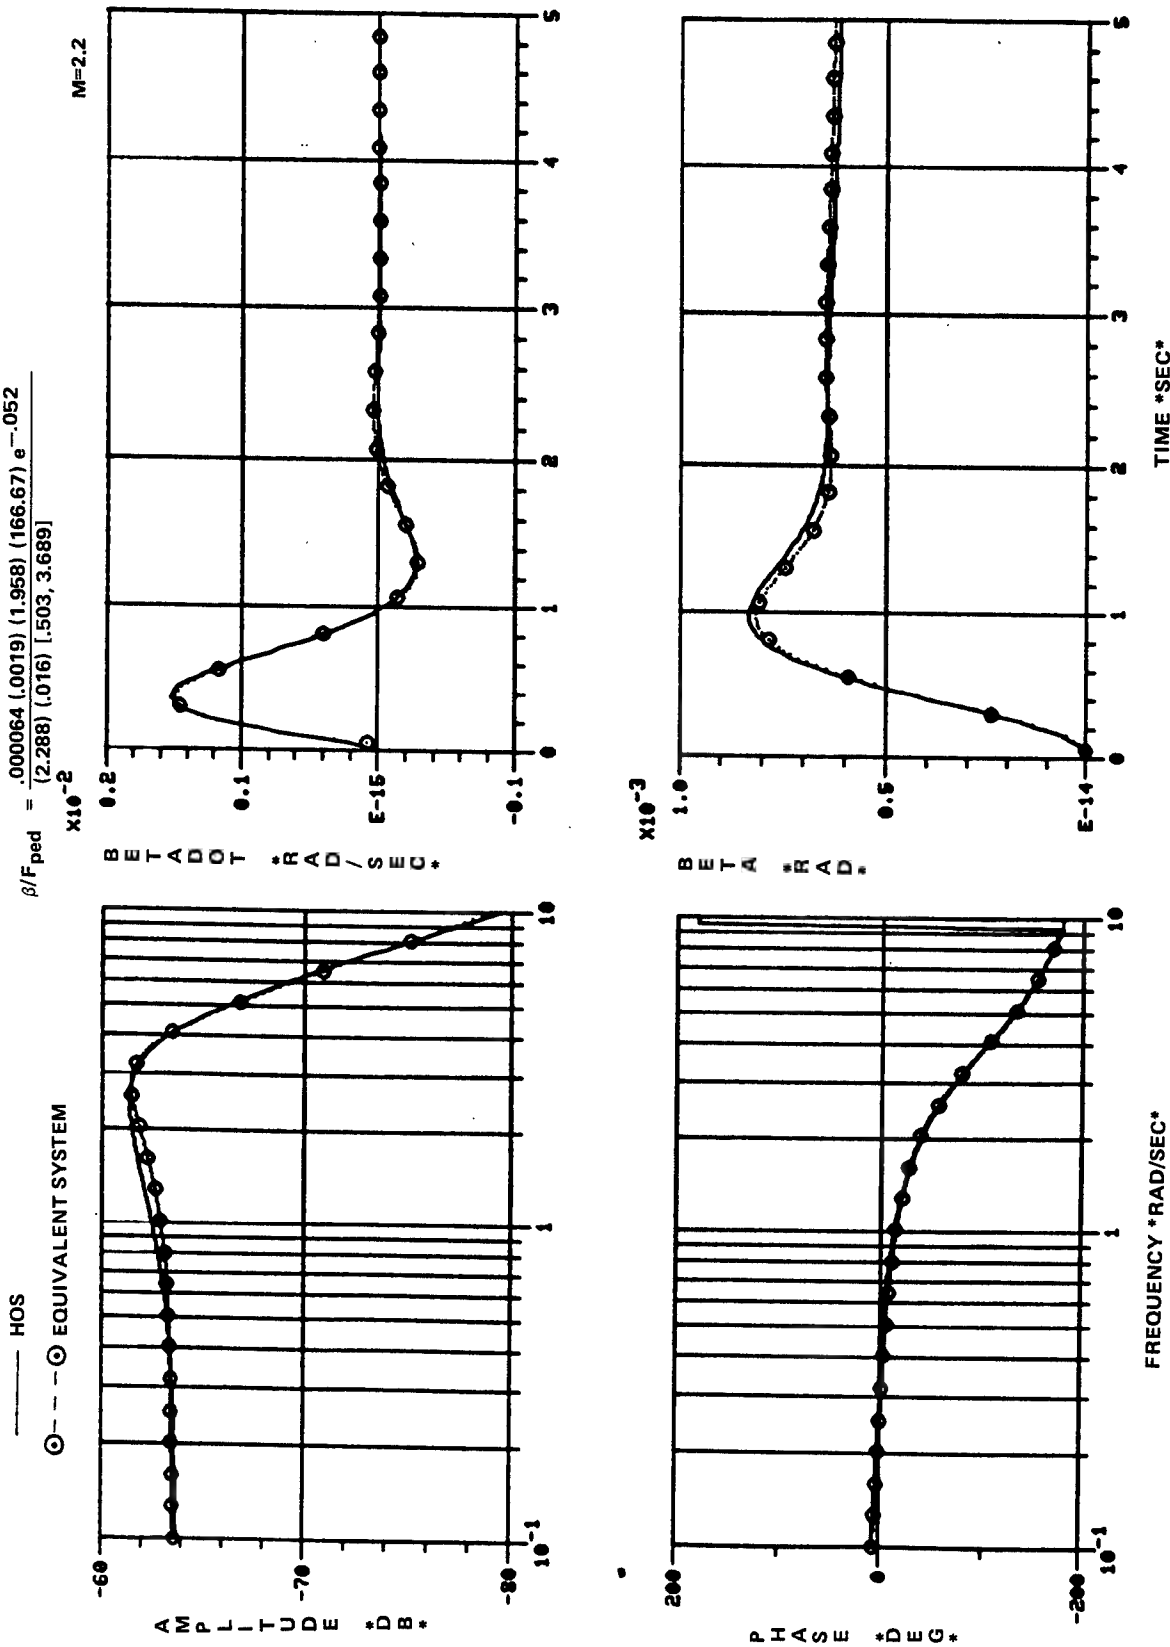 —— HOS
⊙– – –⊙ EQUIVALENT SYSTEM
β/Fped = .000064 (.0019) (1.958) (166.67) e—.052
(2.288) (.016) [.503, 3.689]
M=2.2
AMPLITUDE *DB*
-60
-70
-80
10-1
1
10
X10-2
BETADOT *RAD/SEC*
0.2
0.1
E-15
-0.1
0
1
2
3
4
5
PHASE *DEG*
200
0
-200
10-1
1
10
FREQUENCY *RAD/SEC*
X10-3
BETA *RAD*
1.0
0.5
E-14
0
1
2
3
4
5
TIME *SEC*